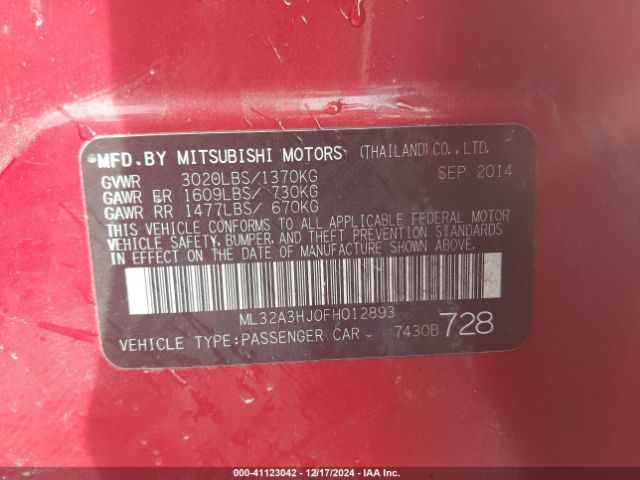 MFD.BY MITSUBISHI MOTORS (THAILAND) CO., LTD.
GVWR 3020LBS/1370KG SEP 2014
GAWR FR 1609LBS/ 730KG
GAWR RR 1477LBS/ 670KG
THIS VEHICLE CONFORMS TO ALL APPLICABLE FEDERAL MOTOR
VEHICLE SAFETY, BUMPER, AND THEFT PREVENTION STANDARDS
IN EFFECT ON THE DATE OF MANUFACTURE SHOWN ABOVE.
ML32A3HJ0FH012893
VEHICLE TYPE:PASSENGER CAR 7430B 728
000-41123042 - 12/17/2024 - IAA Inc.